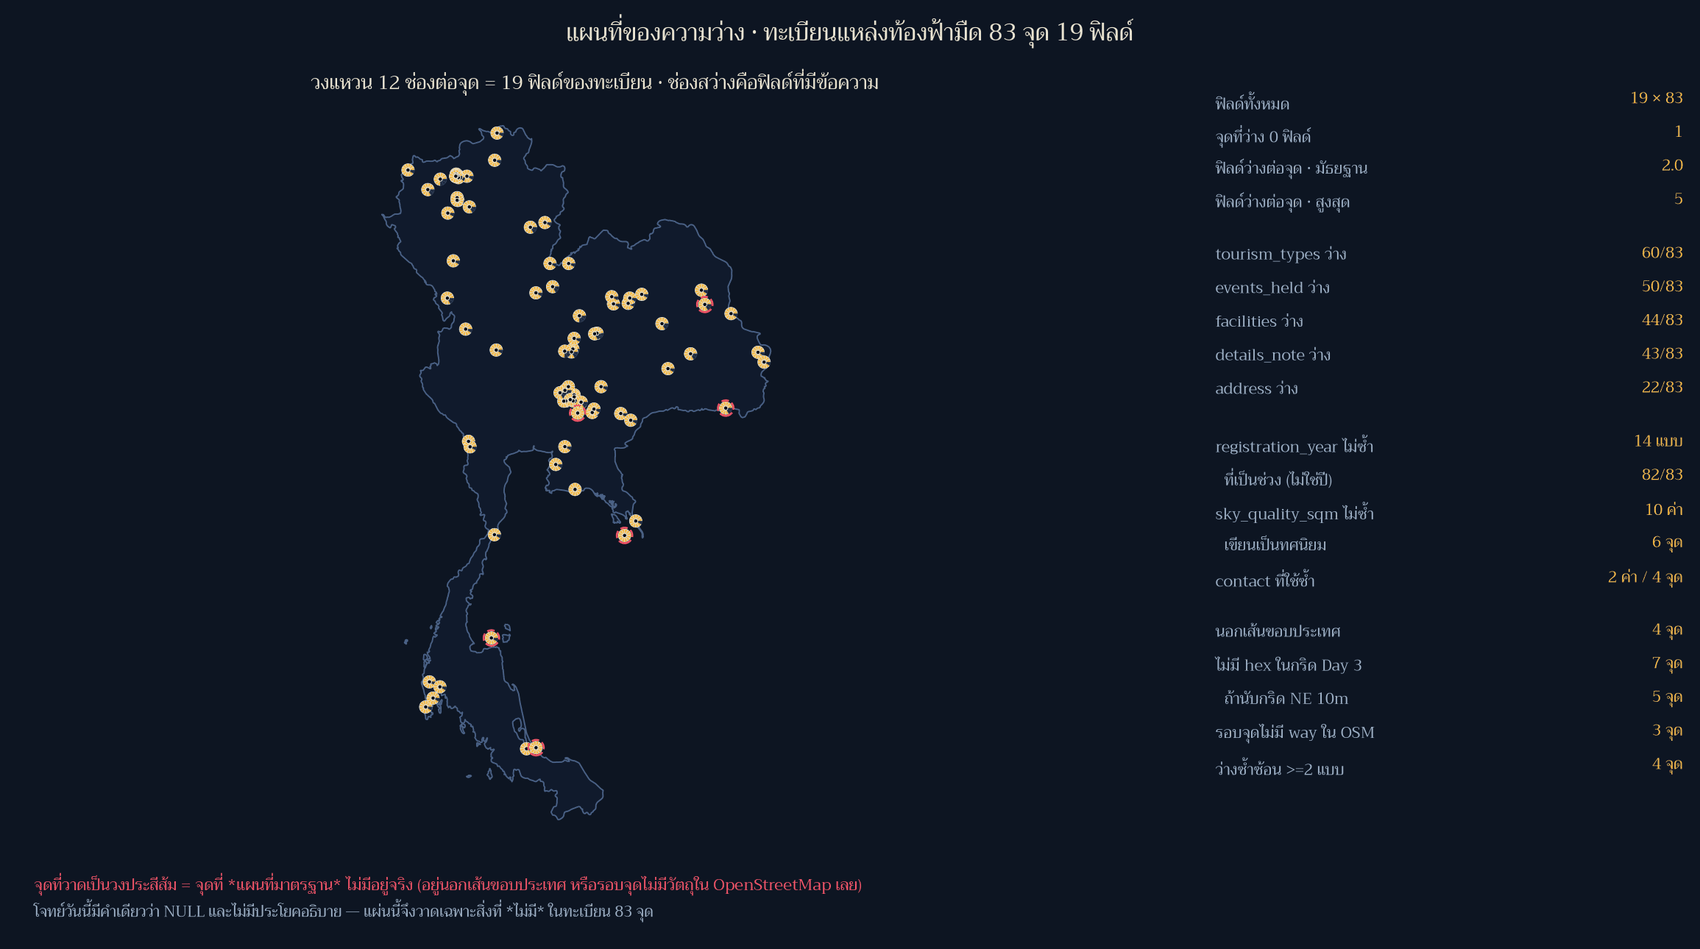 แผนที่ของความว่าง · ทะเบียนแหล่งท้องฟ้ามืด 83 จุด 19 ฟิลด์
วงแหวน 12 ช่องต่อจุด = 19 ฟิลด์ของทะเบียน · ช่องสว่างคือฟิลด์ที่มีข้อความ
ฟิลด์ทั้งหมด 19 × 83
จุดที่ว่าง 0 ฟิลด์ 1
ฟิลด์ว่างต่อจุด · มัธยฐาน 2.0
ฟิลด์ว่างต่อจุด · สูงสุด 5
tourism_types ว่าง 60/83
events_held ว่าง 50/83
facilities ว่าง 44/83
details_note ว่าง 43/83
address ว่าง 22/83
registration_year ไม่ซ้ำ 14 แบบ
ที่เป็นช่วง (ไม่ใช่ปี) 82/83
sky_quality_sqm ไม่ซ้ำ 10 ค่า
เขียนเป็นทศนิยม 6 จุด
contact ที่ใช้ซ้ำ 2 ค่า / 4 จุด
นอกเส้นขอบประเทศ 4 จุด
ไม่มี hex ในกริด Day 3 7 จุด
ถ้านับกริด NE 10m 5 จุด
รอบจุดไม่มี way ใน OSM 3 จุด
ว่างซ้ำซ้อน >=2 แบบ 4 จุด
จุดที่วาดเป็นวงประสีส้ม = จุดที่ *แผนที่มาตรฐาน* ไม่มีอยู่จริง (อยู่นอกเส้นขอบประเทศ หรือรอบจุดไม่มีวัตถุใน OpenStreetMap เลย)
โจทย์วันนี้มีคำเดียวว่า NULL และไม่มีประโยคอธิบาย — แผ่นนี้จึงวาดเฉพาะสิ่งที่ *ไม่มี* ในทะเบียน 83 จุด